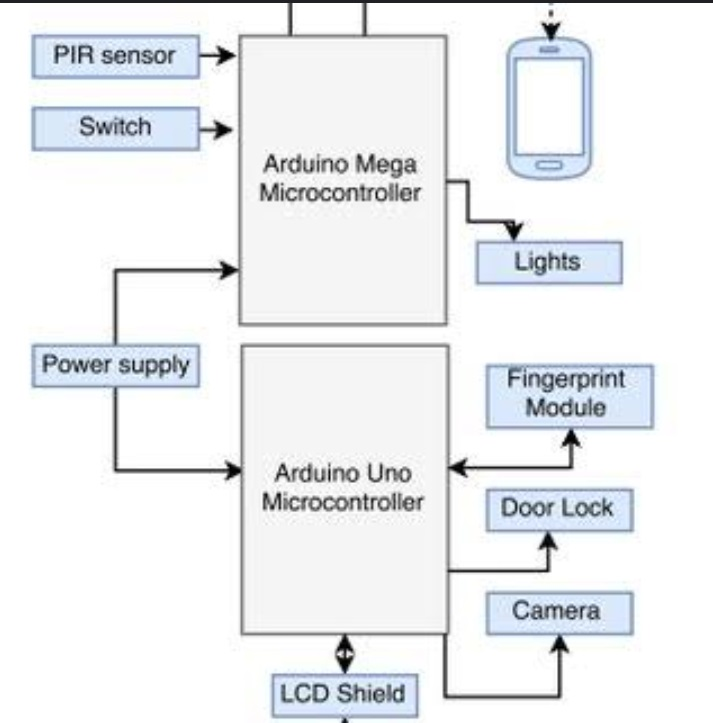 PIR sensor
Switch
Arduino Mega
Microcontroller
Lights
Power supply
Fingerprint
Module
Arduino Uno
Microcontroller
Door Lock
Camera
LCD Shield